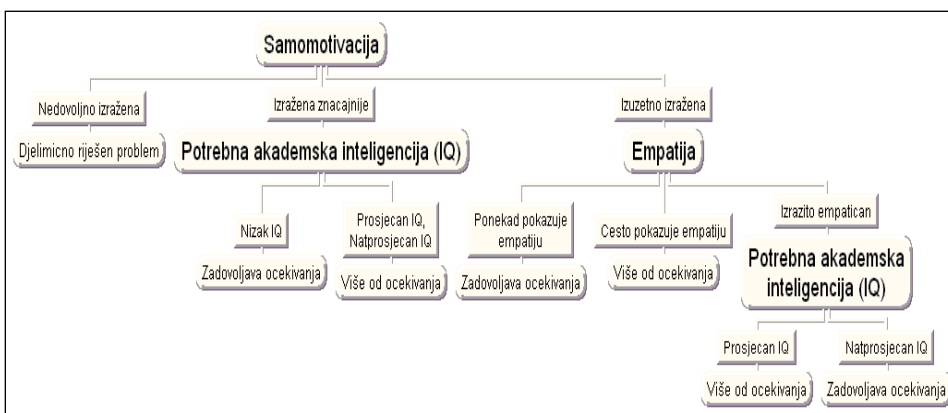 Samomotivacija
Nedovoljno izražena
Izražena znacajnije
Izuzetno izražena
Djelimicno riješen problem
Potrebna akademska inteligencija (IQ)
Empatija
Nizak IQ
Prosjecan IQ,
Natprosjecan IQ
Ponekad pokazuje
empatiju
Cesto pokazuje empatiju
Izrazito empatican
Zadovoljava ocekivanja
Više od ocekivanja
Zadovoljava ocekivanja
Više od ocekivanja
Potrebna akademska
inteligencija (IQ)
Prosjecan IQ
Natprosjecan IQ
Više od ocekivanja
Zadovoljava ocekivanja